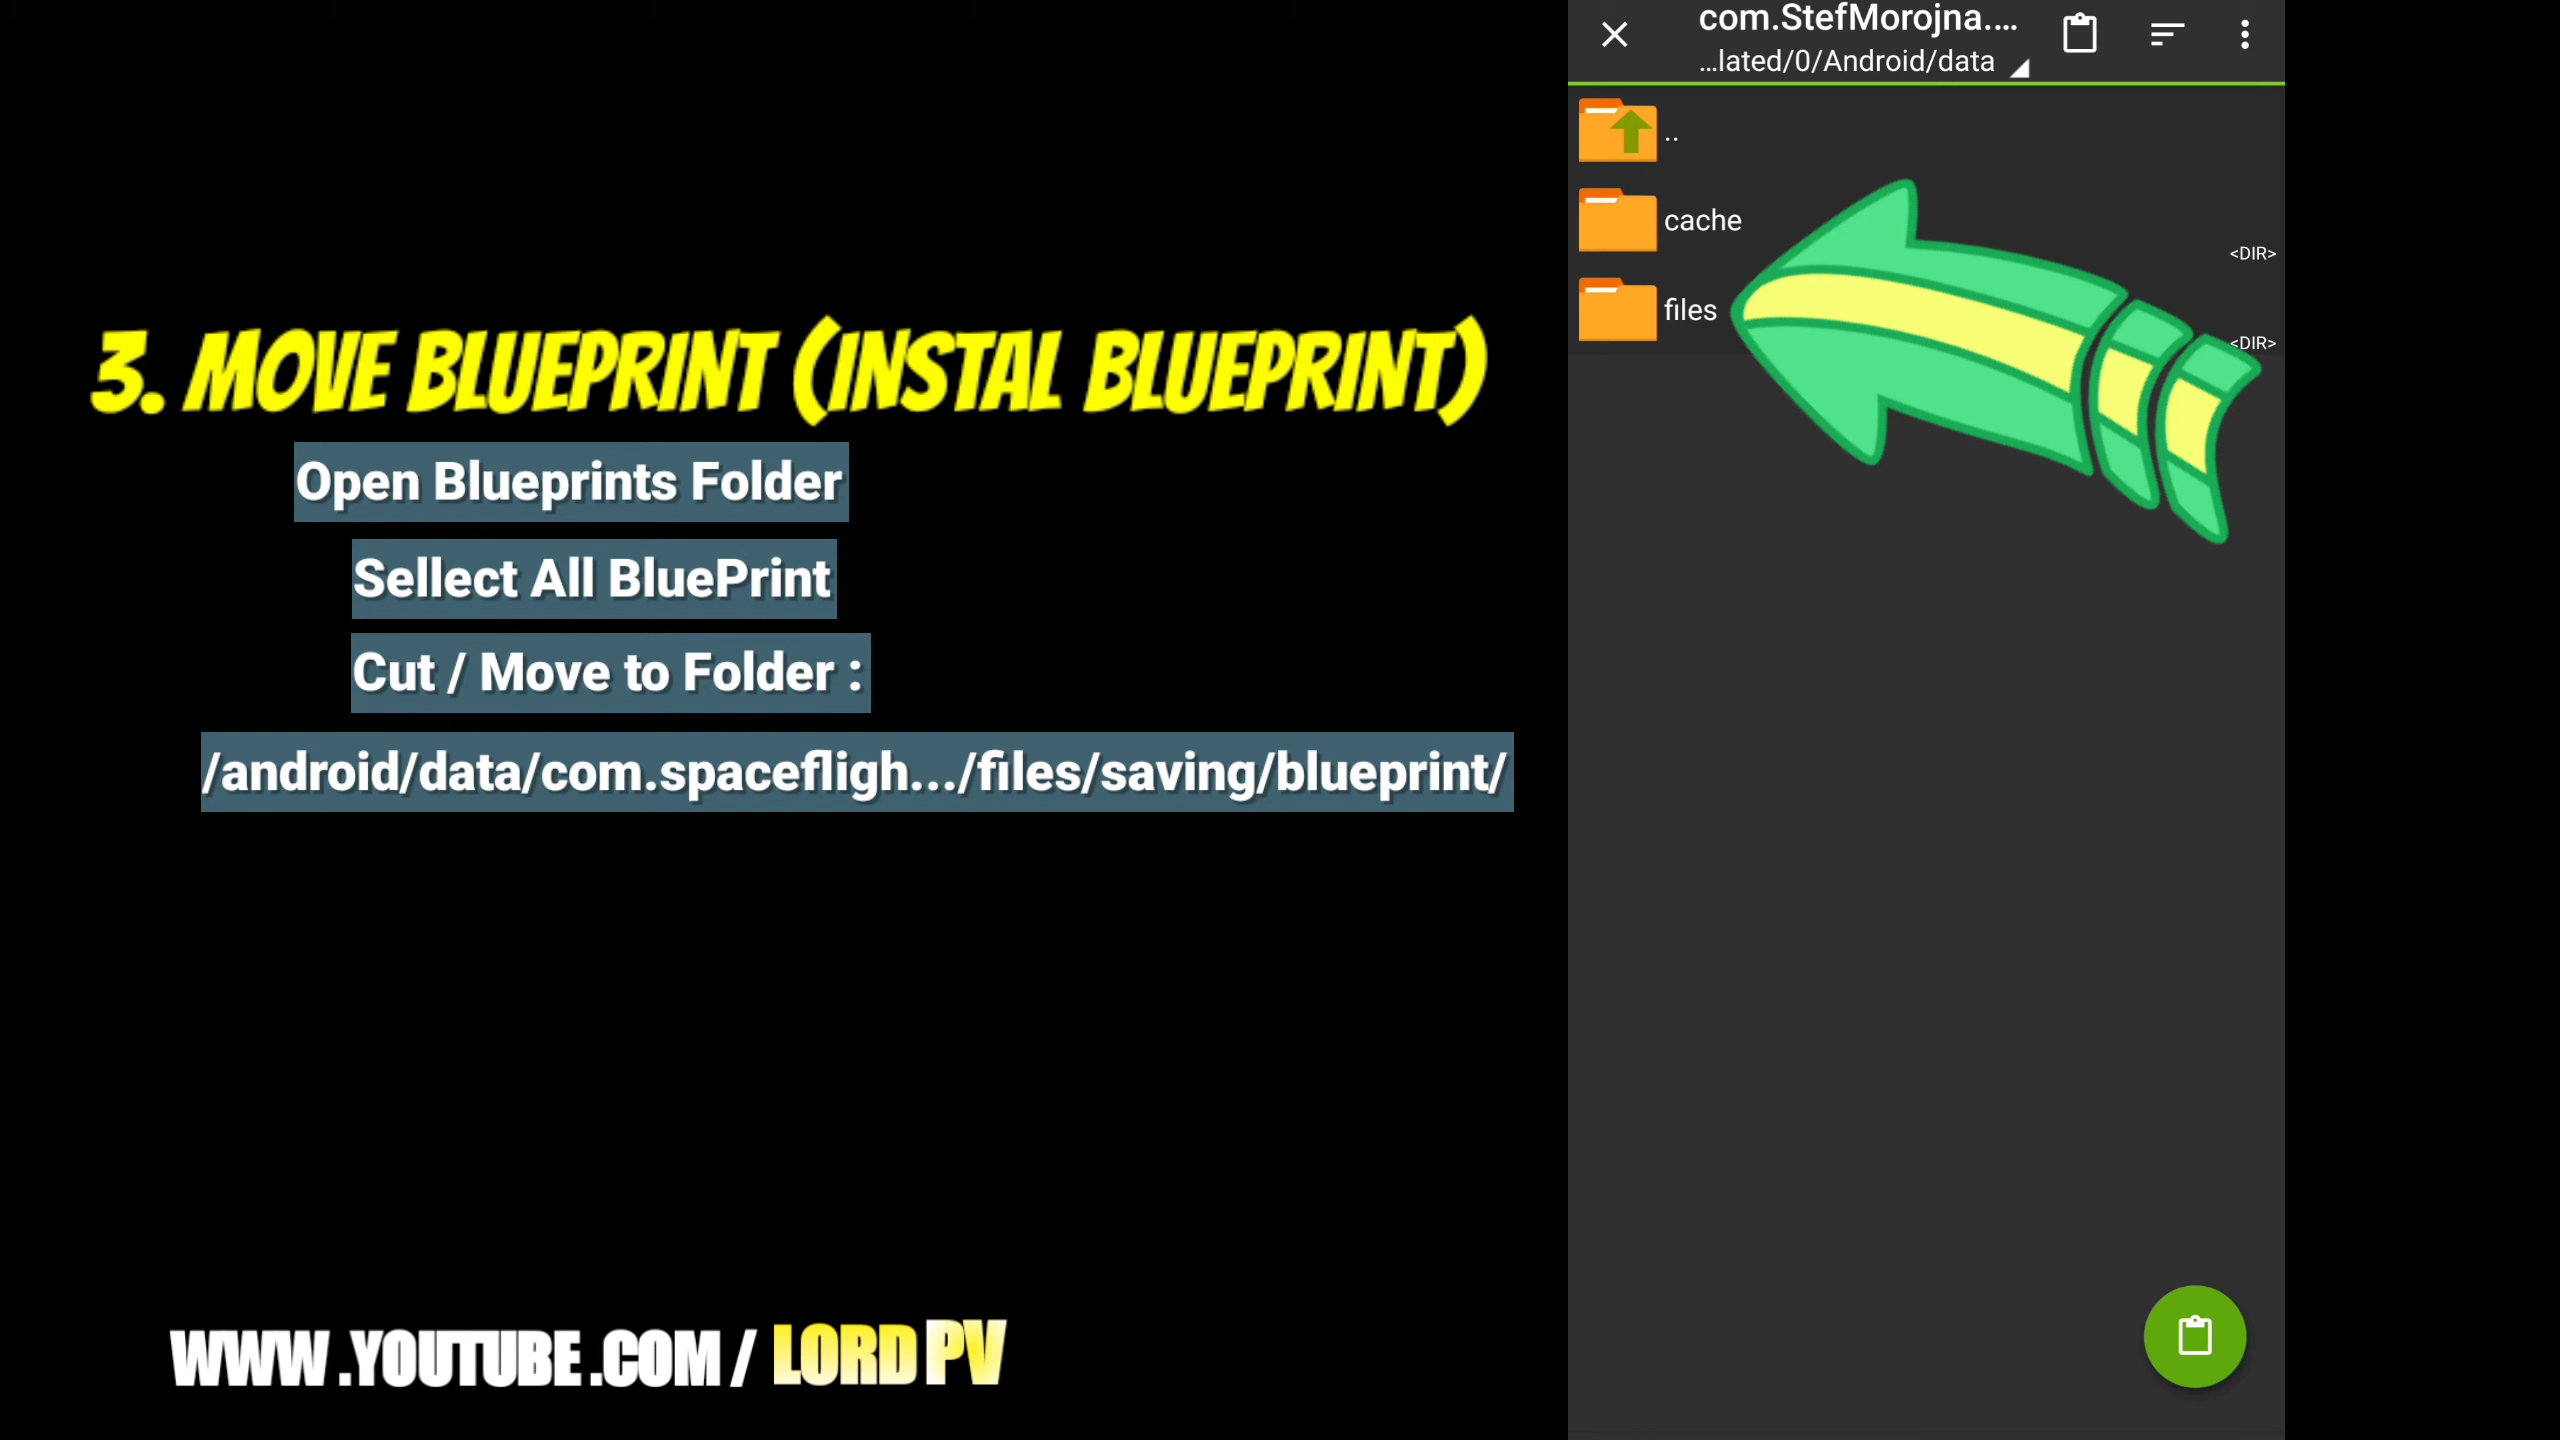 3. MOVE BLUEPRINT (INSTAL BLUEPRINT)
Open Blueprints Folder
Sellect All BluePrint
Cut / Move to Folder :
/android/data/com.spacefligh.../files/saving/blueprint/
WWW.YOUTUBE.COM/ LORD PV
com.StefMorojna....
...lated/0/Android/data
..
cache
<DIR>
files
<DIR>